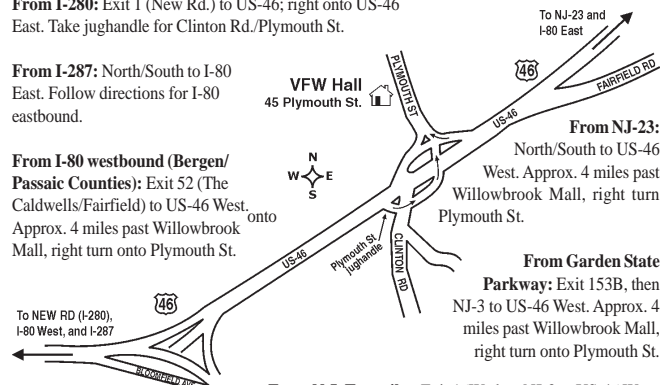 From I-280: Exit 1 (New Rd.) to US-46; right onto US-46
East. Take jughandle for Clinton Rd./Plymouth St.
From I-287: North/South to I-80
East. Follow directions for I-80
eastbound.
From I-80 westbound (Bergen/
Passaic Counties): Exit 52 (The
Caldwells/Fairfield) to US-46 West.
Approx. 4 miles past Willowbrook
Mall, right turn onto Plymouth St.
onto
To NJ-23 and
I-80 East
46
FAIRFIELD RD
US-46
PLYMOUTH ST
VFW Hall
45 Plymouth St.
N
W E
S
From NJ-23:
North/South to US-46
West. Approx. 4 miles past
Willowbrook Mall, right turn
Plymouth St.
Plymouth St
jughandle
CLINTON RD
US-46
From Garden State
Parkway: Exit 153B, then
NJ-3 to US-46 West. Approx. 4
miles past Willowbrook Mall,
right turn onto Plymouth St.
46
To NEW RD (I-280),
I-80 West, and I-287
BLOOMFIELD AVE